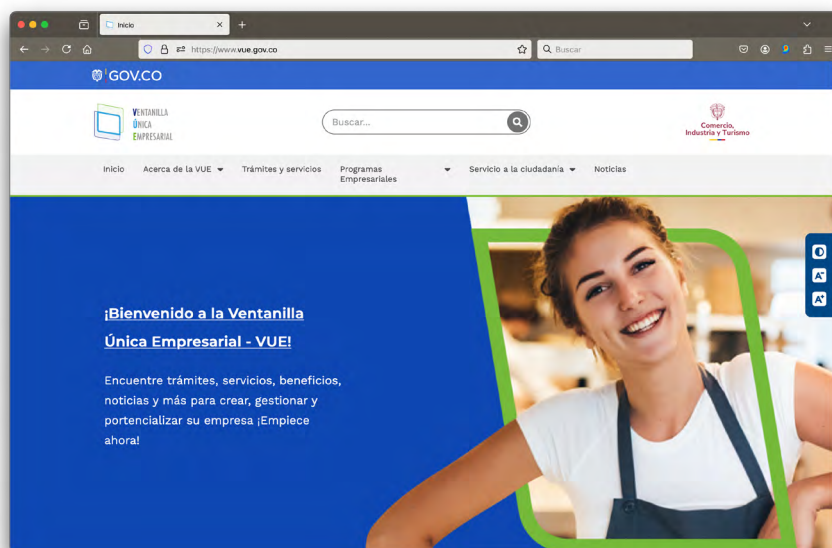 Inicio
https://www.vue.gov.co
Buscar
GOV.CO
VENTANILLA
ÚNICA
EMPRESARIAL
Buscar...
Comercio,
Industria y Turismo
Inicio Acerca de la VUE Trámites y servicios Programas Empresariales Servicio a la ciudadanía Noticias
¡Bienvenido a la Ventanilla
Única Empresarial - VUE!
Encuentre trámites, servicios, beneficios,
noticias y más para crear, gestionar y
portencializar su empresa ¡Empiece
ahora!
A-
A+